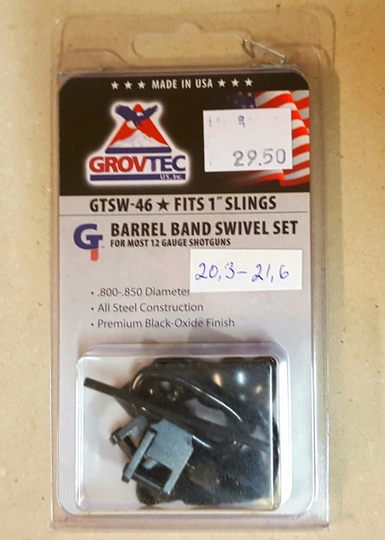 ★ ★ ★ MADE IN USA ★ ★ ★
GROVTEC
US, Inc.
29.50
GTSW-46 ★ FITS 1" SLINGS
GT BARREL BAND SWIVEL SET
FOR MOST 12 GAUGE SHOTGUNS
20,3-21,6
• .800-.850 Diameter
• All Steel Construction
• Premium Black-Oxide Finish